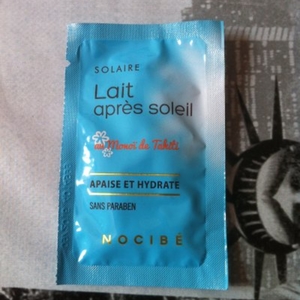 SOLAIRE
Lait
après soleil
au Monoï de Tahiti
APAISE ET HYDRATE
SANS PARABEN
NOCIBÉ